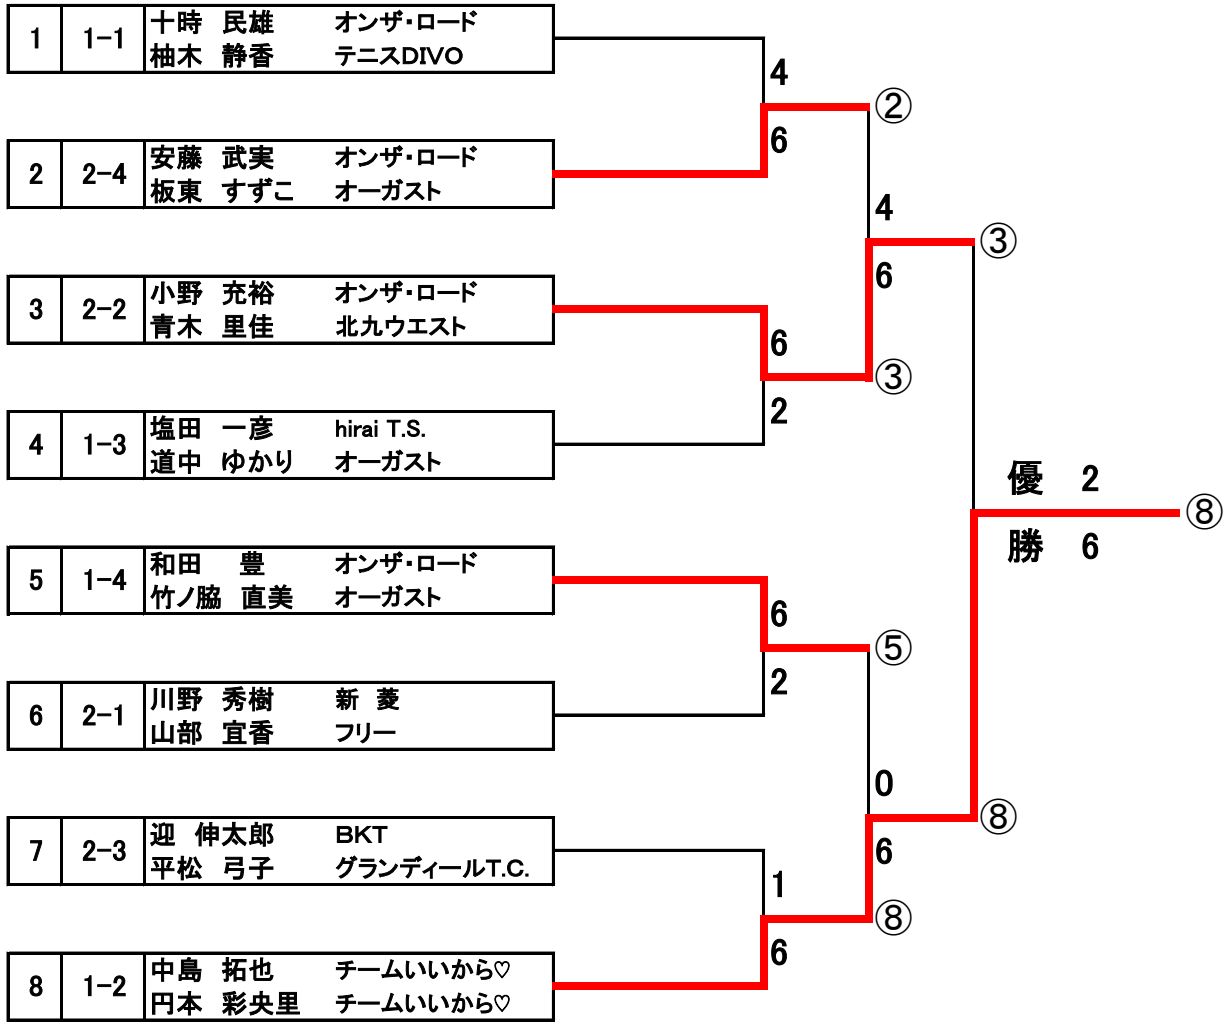 1 1-1 十時 民雄 オンザ・ロード
柚木 静香 テニスDIVO
4
②
6
2 2-4 安藤 武実 オンザ・ロード
板東 すずこ オーガスト
4
③
6
3 2-2 小野 充裕 オンザ・ロード
青木 里佳 北九ウエスト
6
③
2
4 1-3 塩田 一彦 hirai T.S.
道中 ゆかり オーガスト
優 2
⑧
勝 6
5 1-4 和田 豊 オンザ・ロード
竹ノ脇 直美 オーガスト
6
⑤
2
6 2-1 川野 秀樹 新 菱
山部 宜香 フリー
0
⑧
6
7 2-3 迎 伸太郎 BKT
平松 弓子 グランディールT.C.
1
⑧
6
8 1-2 中島 拓也 チームいいから♡
円本 彩央里 チームいいから♡